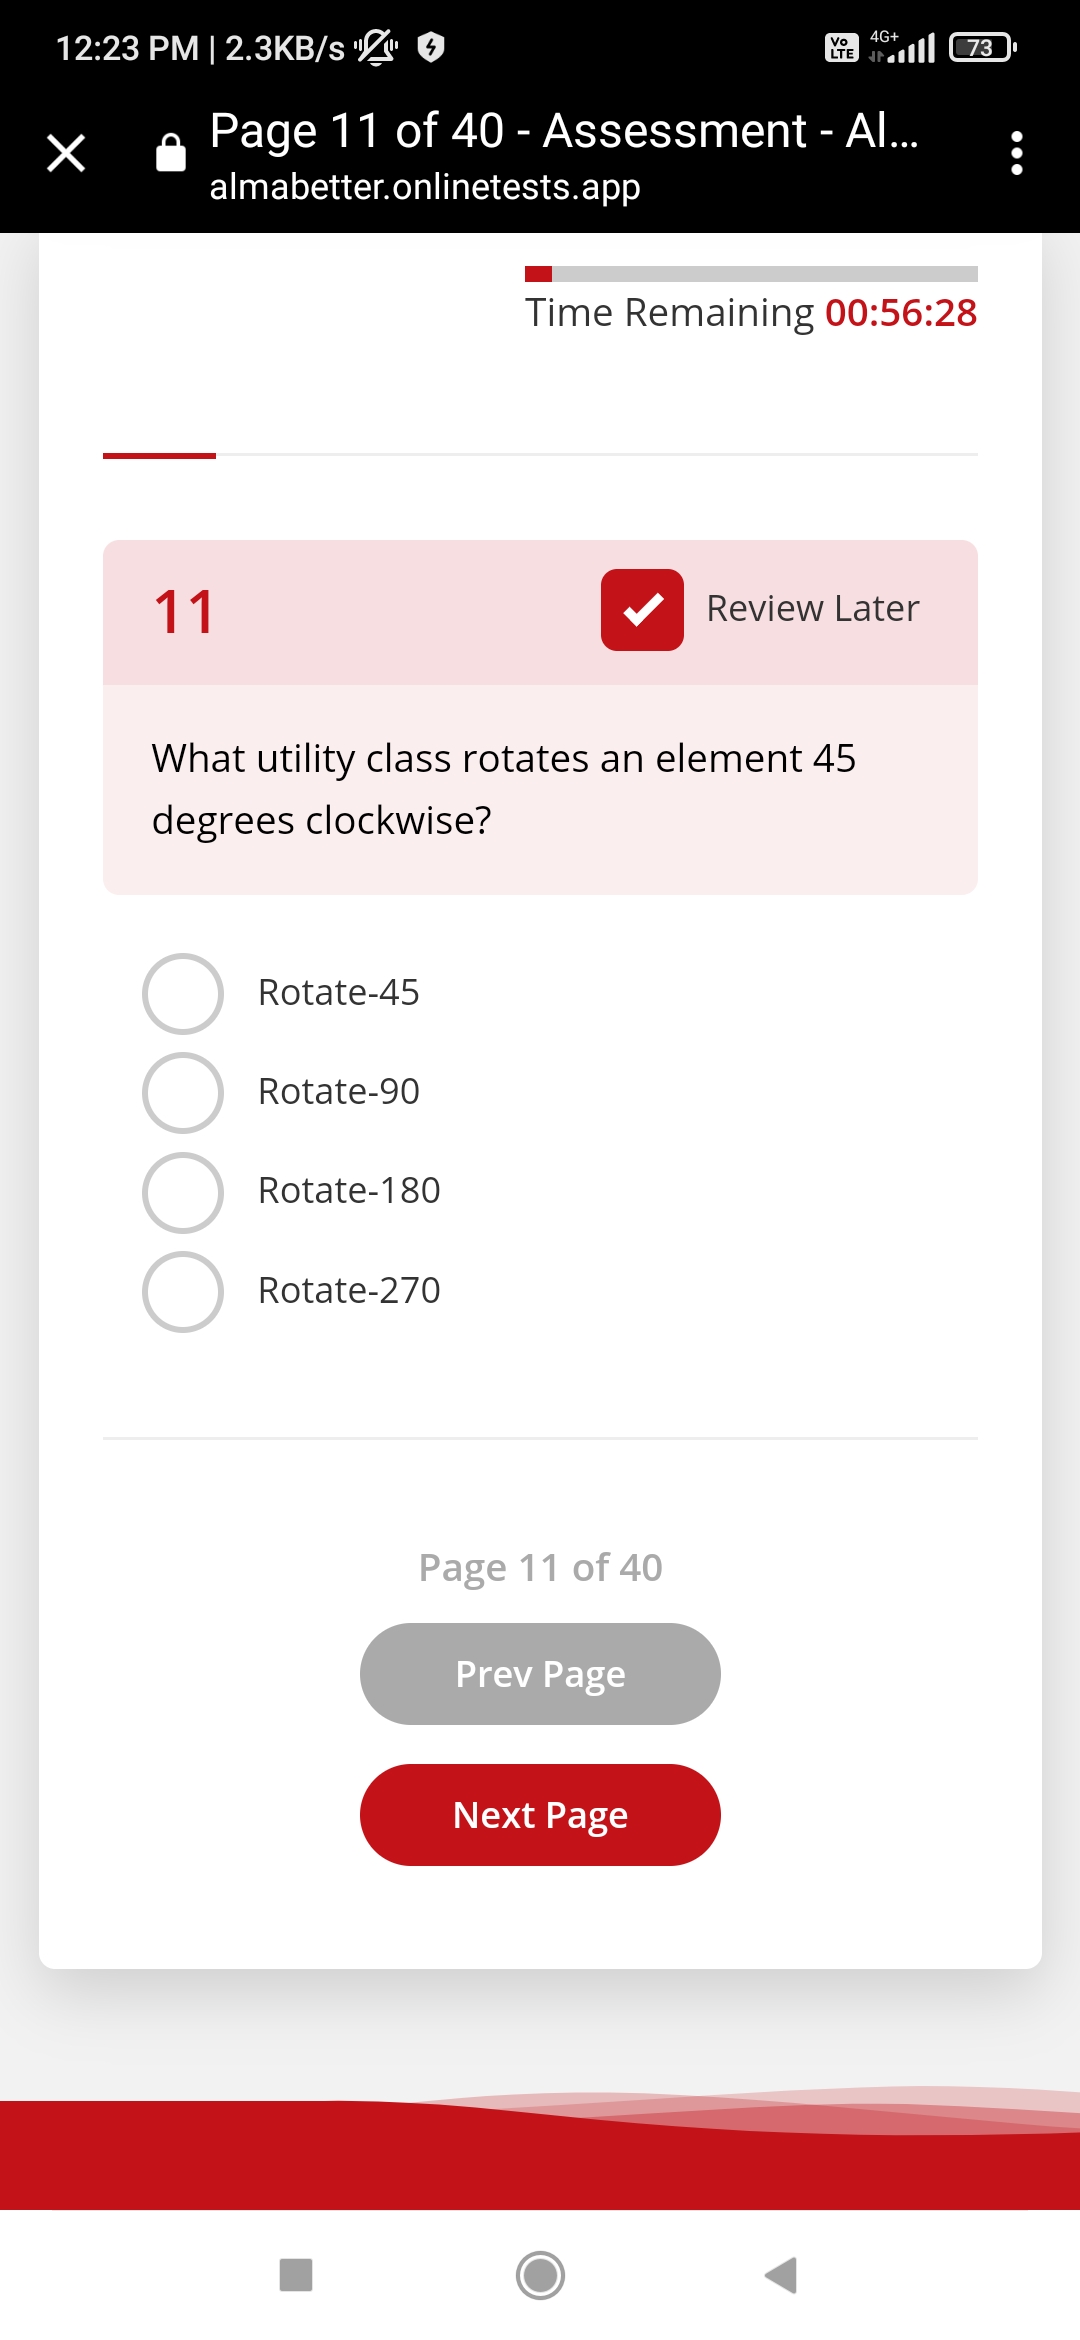 12:23 PM | 2.3KB/s
Vo LTE 4G+ 73
Page 11 of 40 - Assessment - Al...
almabetter.onlinetests.app
Time Remaining 00:56:28
11
Review Later
What utility class rotates an element 45
degrees clockwise?
Rotate-45
Rotate-90
Rotate-180
Rotate-270
Page 11 of 40
Prev Page
Next Page